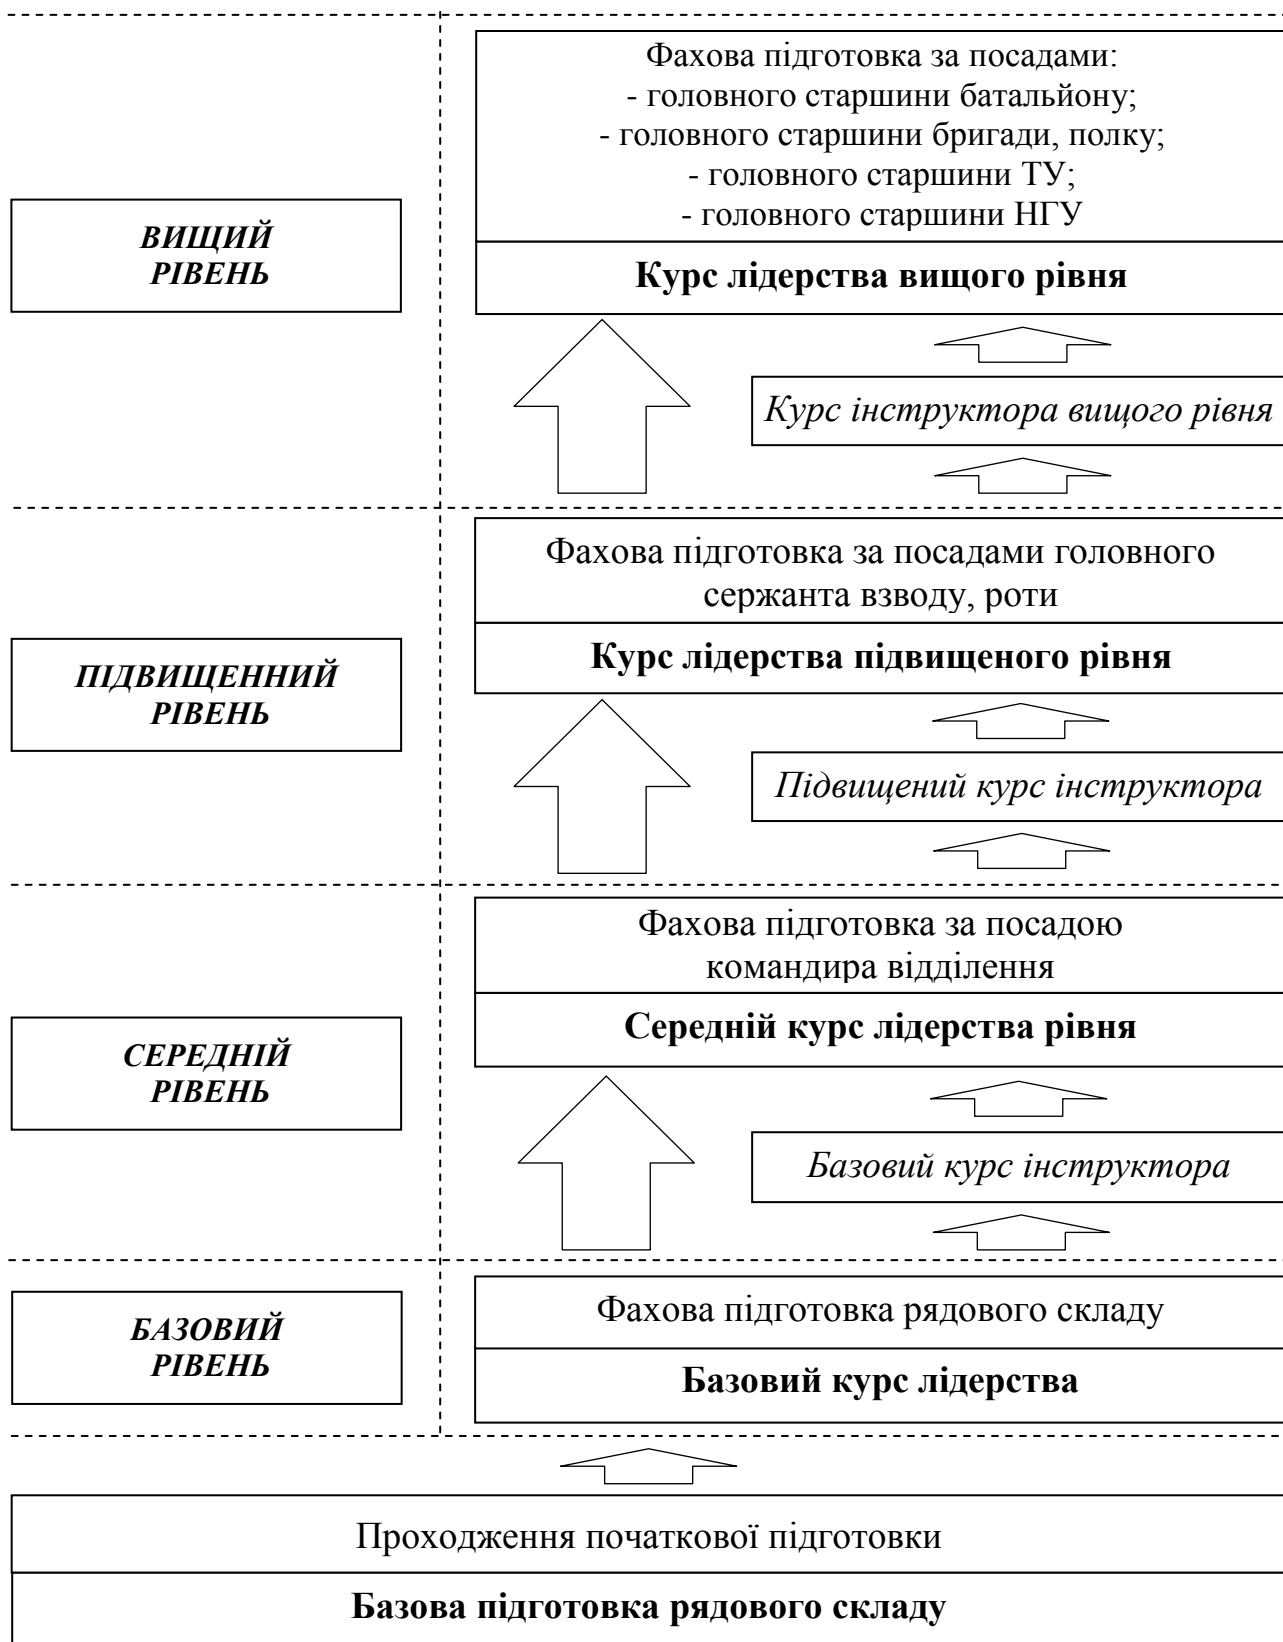 Фахова підготовка за посадами:
- головного старшини батальйону;
- головного старшини бригади, полку;
- головного старшини ТУ;
- головного старшини НГУ
ВИЩИЙ
РІВЕНЬ
Курс лідерства вищого рівня
Курс інструктора вищого рівня
Фахова підготовка за посадами головного
сержанта взводу, роти
ПІДВИЩЕННИЙ
РІВЕНЬ
Курс лідерства підвищеного рівня
Підвищений курс інструктора
Фахова підготовка за посадою
командира відділення
СЕРЕДНІЙ
РІВЕНЬ
Середній курс лідерства рівня
Базовий курс інструктора
БАЗОВИЙ
РІВЕНЬ
Фахова підготовка рядового складу
Базовий курс лідерства
Проходження початкової підготовки
Базова підготовка рядового складу